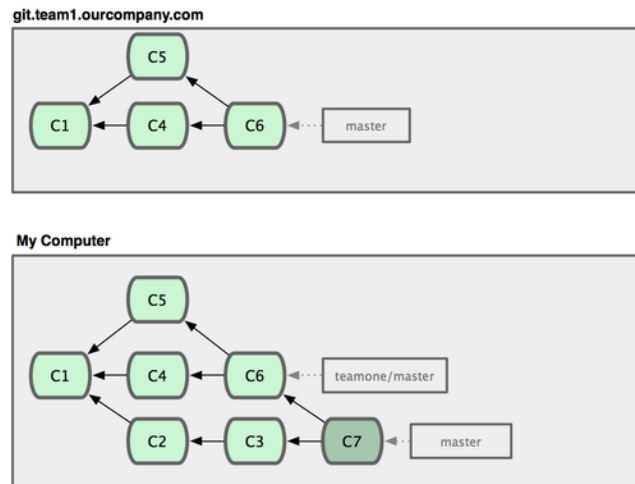 git.team1.ourcompany.com
C5
C1
C4
C6
master
My Computer
C5
C1
C4
C6
teamone/master
C2
C3
C7
master